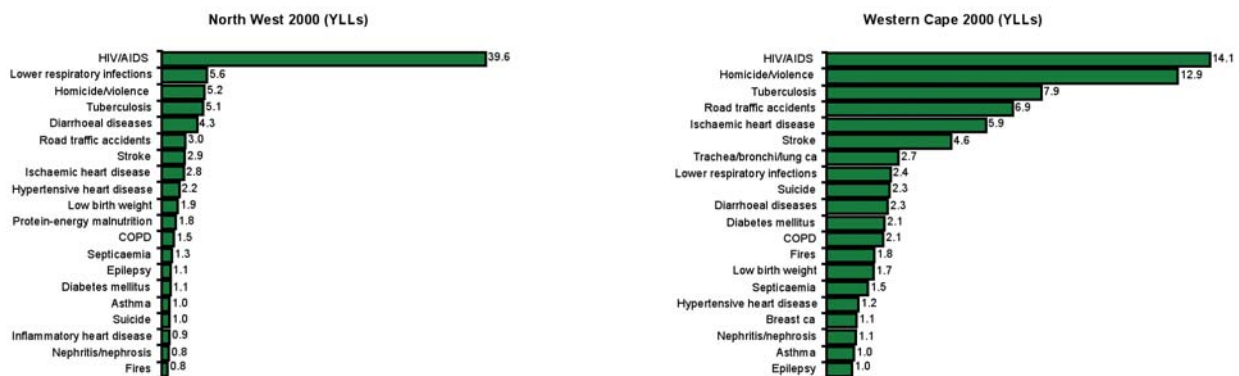 North West 2000 (YLLs)
HIV/AIDS 39.6
Lower respiratory infections 5.6
Homicide/violence 5.2
Tuberculosis 5.1
Diarrhoeal diseases 4.3
Road traffic accidents 3.0
Stroke 2.9
Ischaemic heart disease 2.8
Hypertensive heart disease 2.2
Low birth weight 1.9
Protein-energy malnutrition 1.8
COPD 1.5
Septicaemia 1.3
Epilepsy 1.1
Diabetes mellitus 1.1
Asthma 1.0
Suicide 1.0
Inflammatory heart disease 0.9
Nephritis/nephrosis 0.8
Fires 0.8
Western Cape 2000 (YLLs)
HIV/AIDS 14.1
Homicide/violence 12.9
Tuberculosis 7.9
Road traffic accidents 6.9
Ischaemic heart disease 5.9
Stroke 4.6
Trachea/bronchi/lung ca 2.7
Lower respiratory infections 2.4
Suicide 2.3
Diarrhoeal diseases 2.3
Diabetes mellitus 2.1
COPD 2.1
Fires 1.8
Low birth weight 1.7
Septicaemia 1.5
Hypertensive heart disease 1.2
Breast ca 1.1
Nephritis/nephrosis 1.1
Asthma 1.0
Epilepsy 1.0